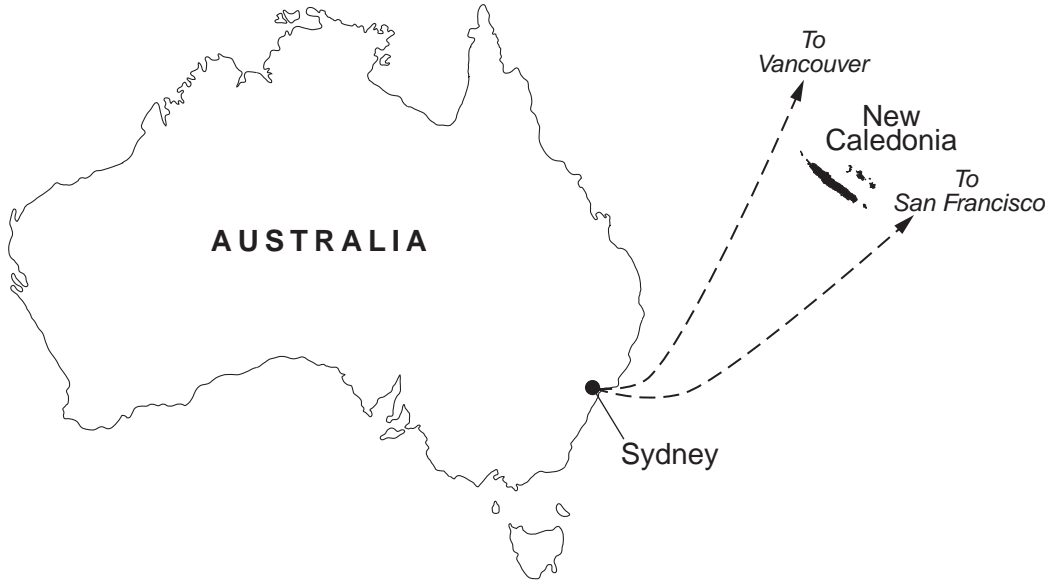 To
Vancouver
New
Caledonia
To
San Francisco
AUSTRALIA
Sydney